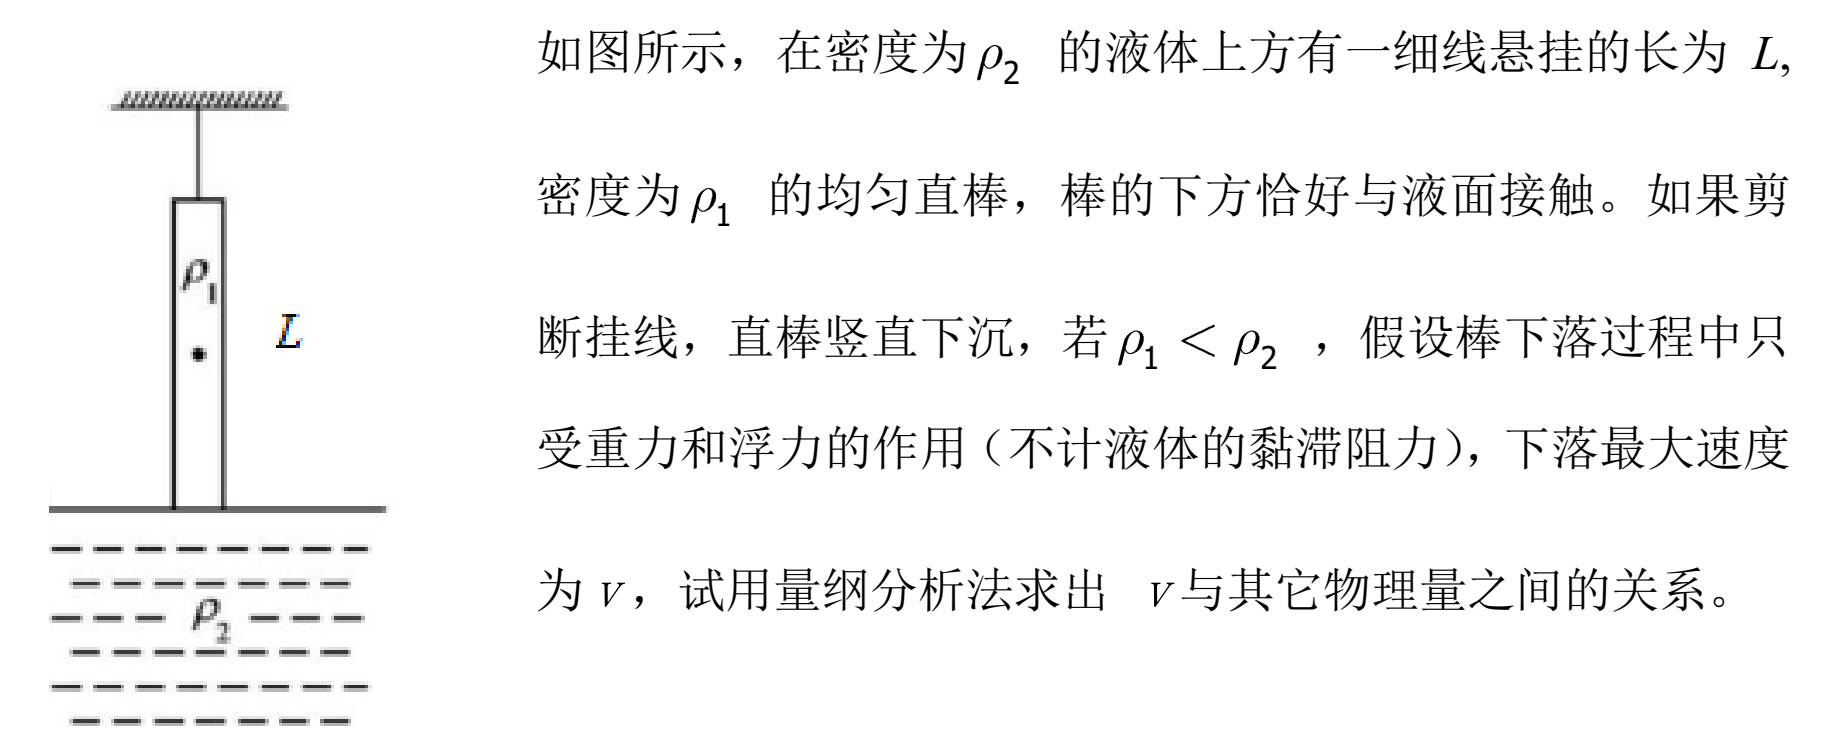 如图所示，在密度为ρ₂ 的液体上方有一细线悬挂的长为 L,
密度为ρ₁ 的均匀直棒，棒的下方恰好与液面接触。如果剪
断挂线，直棒竖直下沉，若ρ₁ < ρ₂ ，假设棒下落过程中只
受重力和浮力的作用（不计液体的黏滞阻力），下落最大速度
为 v，试用量纲分析法求出 v与其它物理量之间的关系。
ρ₁
L
ρ₂